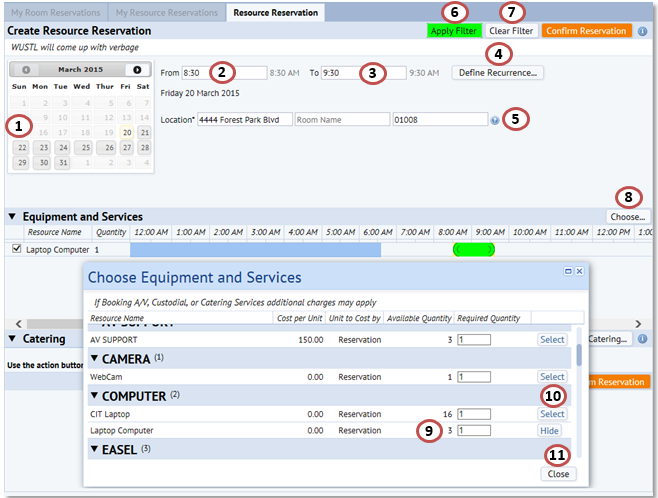 My Room Reservations My Resource Reservations Resource Reservation
Create Resource Reservation
6
7
Apply Filter Clear Filter Confirm Reservation
WUSTL will come up with verbage
March 2015
Sun Mon Tue Wed Thur Fri Sat
1 2 3 4 5 6 7
8 9 10 11 12 13 14
1 16 17 18 19 20 21
22 23 24 25 26 27 28
29 30 31 1 2 3 4
From 8:30 2 8:30 AM To 9:30 3 9:30 AM
4
Define Recurrence...
Friday 20 March 2015
Location* 4444 Forest Park Blvd Room Name 01008 5
8
Equipment and Services Choose...
Resource Name Quantity 12:00 AM 1:00 AM 2:00 AM 3:00 AM 4:00 AM 5:00 AM 6:00 AM 7:00 AM 8:00 AM 9:00 AM 10:00 AM 11:00 AM 12:00 PM 1:00
Laptop Computer 1
Choose Equipment and Services
If Booking A/V, Custodial, or Catering Services additional charges may apply
Resource Name Cost per Unit Unit to Cost by Available Quantity Required Quantity
AV SUPPORT
AV SUPPORT 150.00 Reservation 3 1 Select
CAMERA (1)
WebCam 0.00 Reservation 1 1 Select
COMPUTER (2) 10
CIT Laptop 0.00 Reservation 16 1 Select
Laptop Computer 0.00 Reservation 9 3 1 Hide
EASEL (3)
11
Close
Catering Catering...
Use the action button
m Reservation